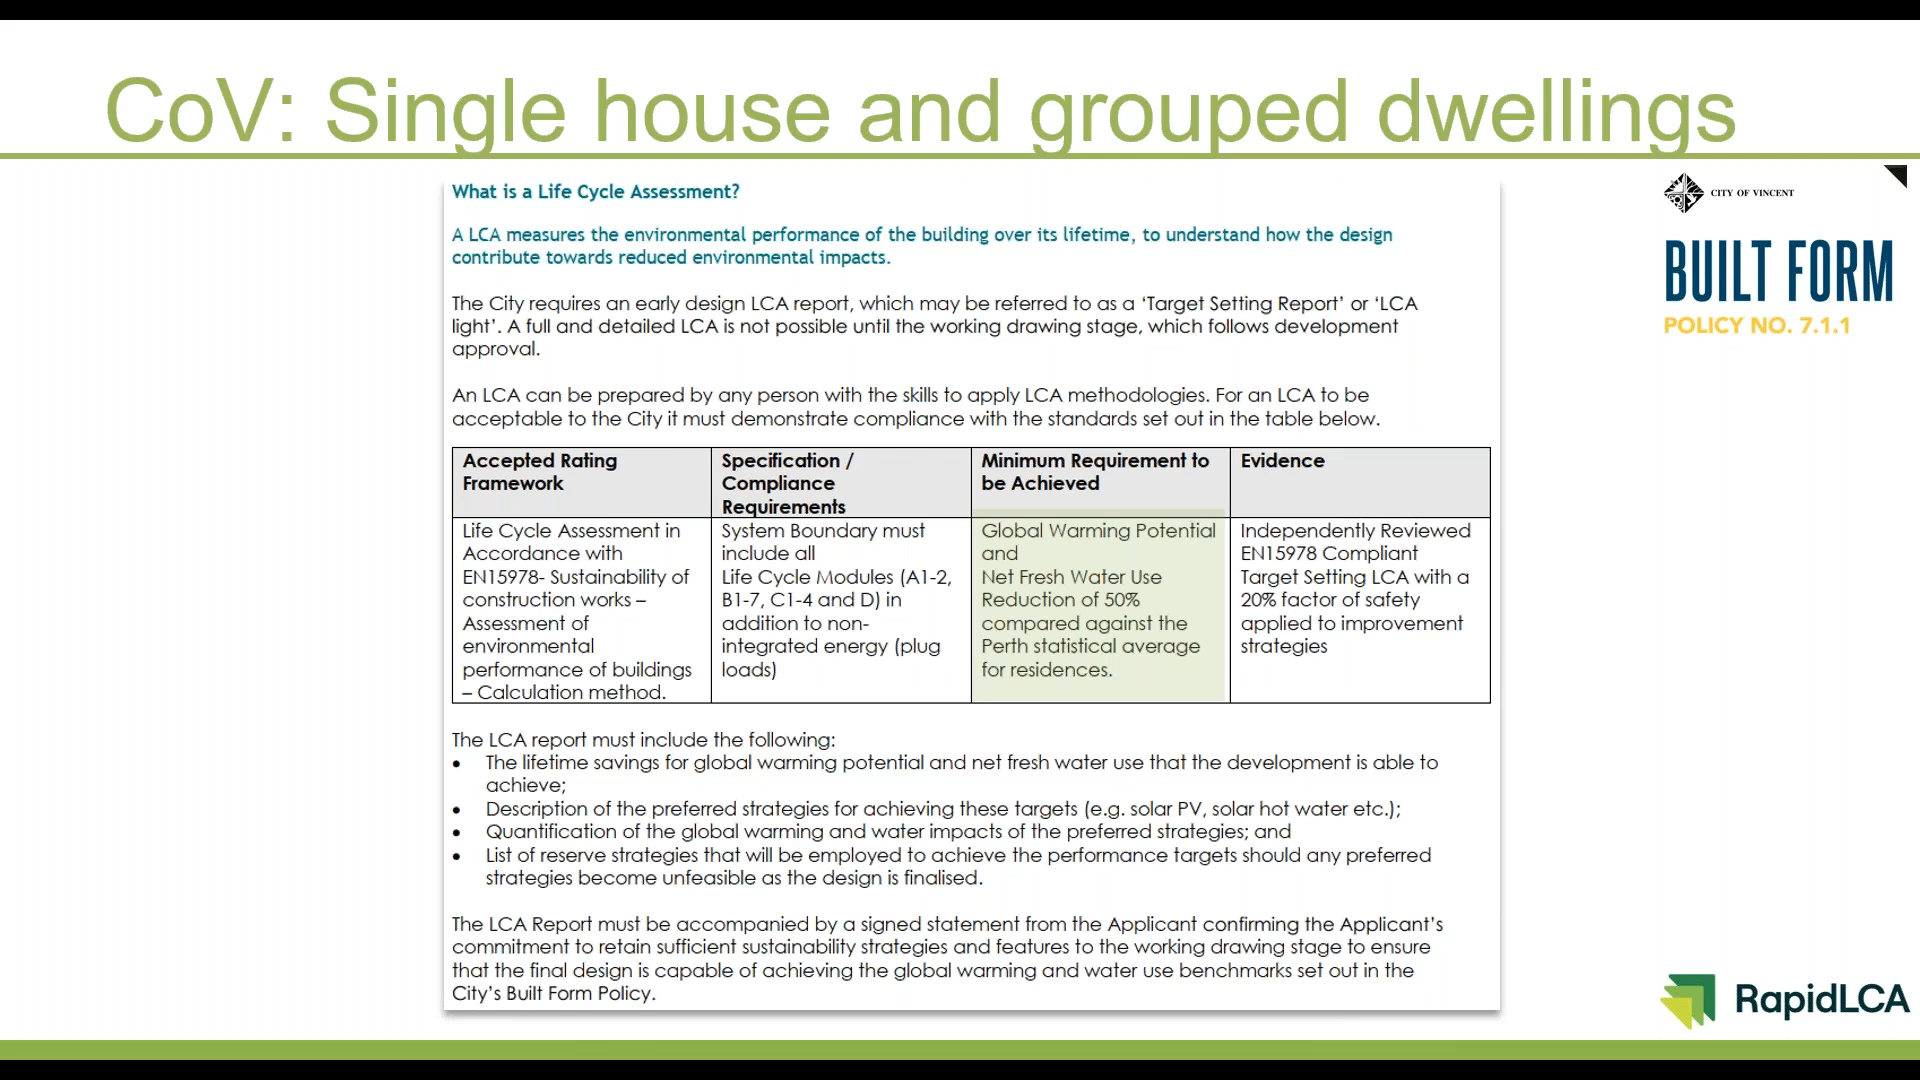 CoV: Single house and grouped dwellings
What is a Life Cycle Assessment?
A LCA measures the environmental performance of the building over its lifetime, to understand how the design
contribute towards reduced environmental impacts.
The City requires an early design LCA report, which may be referred to as a ‘Target Setting Report’ or ‘LCA
light’. A full and detailed LCA is not possible until the working drawing stage, which follows development
approval.
An LCA can be prepared by any person with the skills to apply LCA methodologies. For an LCA to be
acceptable to the City it must demonstrate compliance with the standards set out in the table below.
Accepted Rating
Framework
Specification /
Compliance
Requirements
Minimum Requirement to
be Achieved
Evidence
Life Cycle Assessment in
Accordance with
EN15978- Sustainability of
construction works –
Assessment of
environmental
performance of buildings
– Calculation method.
System Boundary must
include all
Life Cycle Modules (A1-2,
B1-7, C1-4 and D) in
addition to non-
integrated energy (plug
loads)
Global Warming Potential
and
Net Fresh Water Use
Reduction of 50%
compared against the
Perth statistical average
for residences.
Independently Reviewed
EN15978 Compliant
Target Setting LCA with a
20% factor of safety
applied to improvement
strategies
The LCA report must include the following:
• The lifetime savings for global warming potential and net fresh water use that the development is able to
achieve;
• Description of the preferred strategies for achieving these targets (e.g. solar PV, solar hot water etc.);
• Quantification of the global warming and water impacts of the preferred strategies; and
• List of reserve strategies that will be employed to achieve the performance targets should any preferred
strategies become unfeasible as the design is finalised.
The LCA Report must be accompanied by a signed statement from the Applicant confirming the Applicant’s
commitment to retain sufficient sustainability strategies and features to the working drawing stage to ensure
that the final design is capable of achieving the global warming and water use benchmarks set out in the
City’s Built Form Policy.
CITY OF VINCENT
BUILT FORM
POLICY NO. 7.1.1
RapidLCA